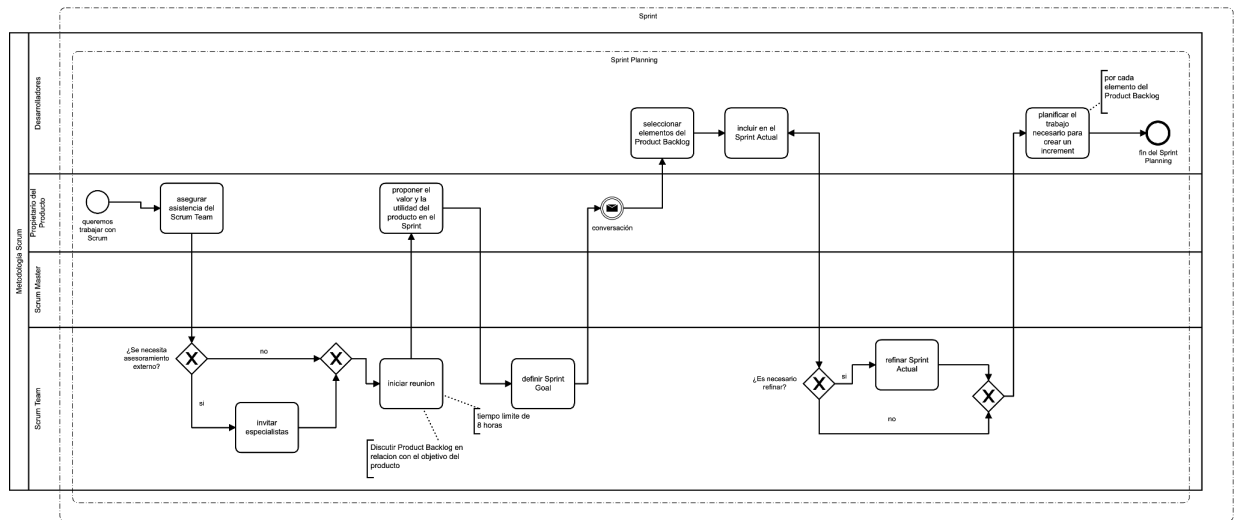 Sprint
Sprint Planning
Metodología Scrum
Desarrolladores
Propietario del
Producto
Scrum Master
Scrum Team
queremos
trabajar con
Scrum
asegurar
asistencia del
Scrum Team
¿Se necesita
asesoramiento
externo?
no
si
invitar
especialistas
iniciar reunion
tiempo limite de
8 horas
Discutir Product Backlog en
relacion con el objetivo del
producto
proponer el
valor y la
utilidad del
producto en el
Sprint
definir Sprint
Goal
conversación
seleccionar
elementos del
Product Backlog
incluir en el
Sprint Actual
¿Es necesario
refinar?
si
no
refinar Sprint
Actual
planificar el
trabajo
necesario para
crear un
increment
por cada
elemento del
Product Backlog
fin del Sprint
Planning